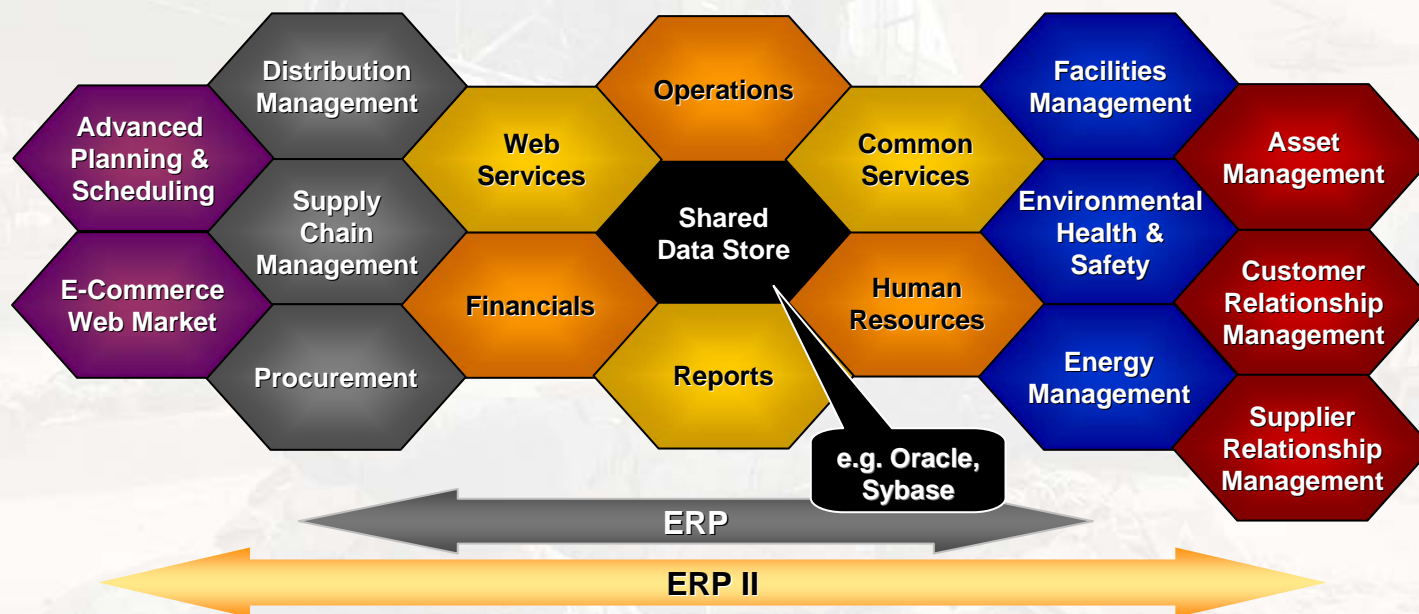 Distribution
Management
Advanced
Planning &
Scheduling
Supply
Chain
Management
E-Commerce
Web Market
Procurement
Web
Services
Financials
Operations
Shared
Data Store
Reports
Common
Services
Human
Resources
Facilities
Management
Environmental
Health &
Safety
Energy
Management
Asset
Management
Customer
Relationship
Management
Supplier
Relationship
Management
e.g. Oracle,
Sybase
ERP
ERP II